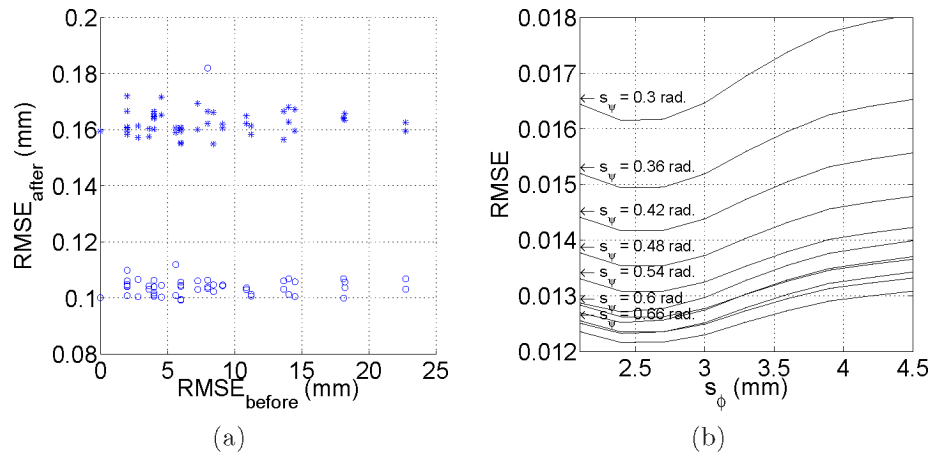 0.2
0.18
0.16
0.14
0.12
0.1
0.08
RMSE_after (mm)
0 5 10 15 20 25
RMSE_before (mm)
(a)
0.018
0.017
0.016
0.015
0.014
0.013
0.012
RMSE
← s_ψ = 0.3 rad.
← s_ψ = 0.36 rad.
← s_ψ = 0.42 rad.
← s_ψ = 0.48 rad.
← s_ψ = 0.54 rad.
← s_ψ = 0.6 rad.
← s_ψ = 0.66 rad.
2.5 3 3.5 4 4.5
s_ϕ (mm)
(b)